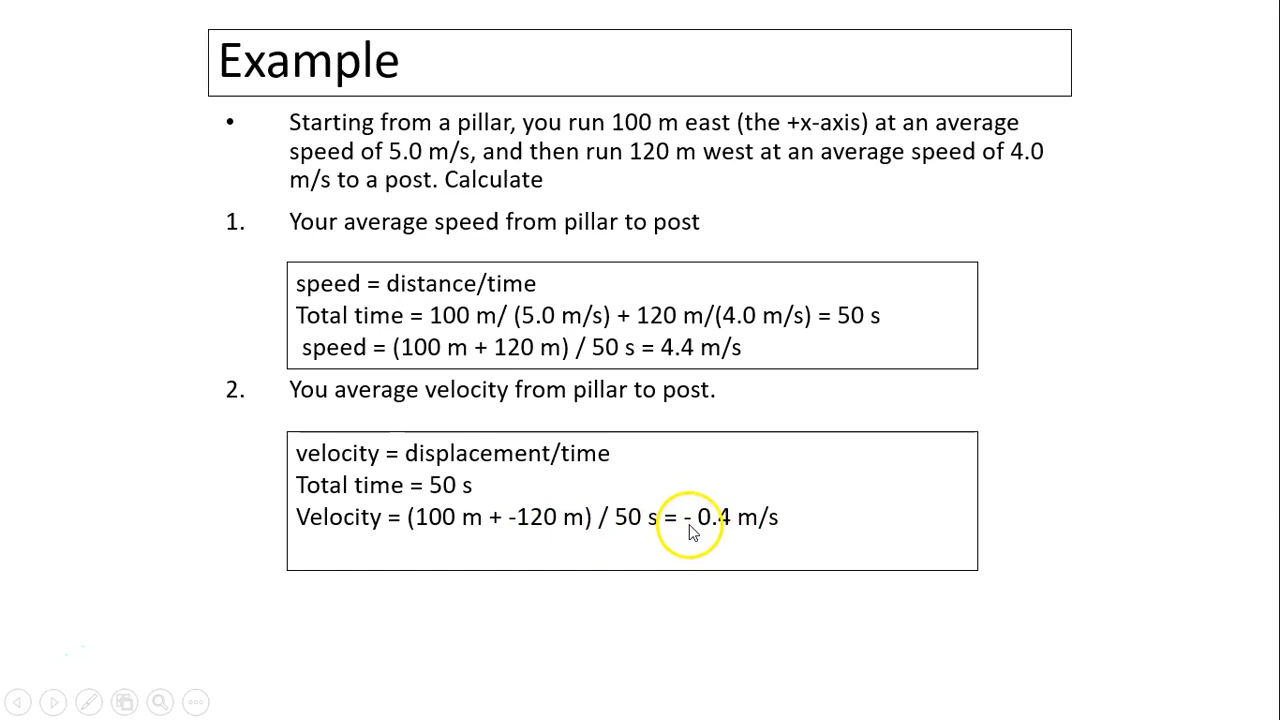 Example
• Starting from a pillar, you run 100 m east (the +x-axis) at an average
speed of 5.0 m/s, and then run 120 m west at an average speed of 4.0
m/s to a post. Calculate
1. Your average speed from pillar to post
speed = distance/time
Total time = 100 m/ (5.0 m/s) + 120 m/(4.0 m/s) = 50 s
speed = (100 m + 120 m) / 50 s = 4.4 m/s
2. You average velocity from pillar to post.
velocity = displacement/time
Total time = 50 s
Velocity = (100 m + -120 m) / 50 s = - 0.4 m/s